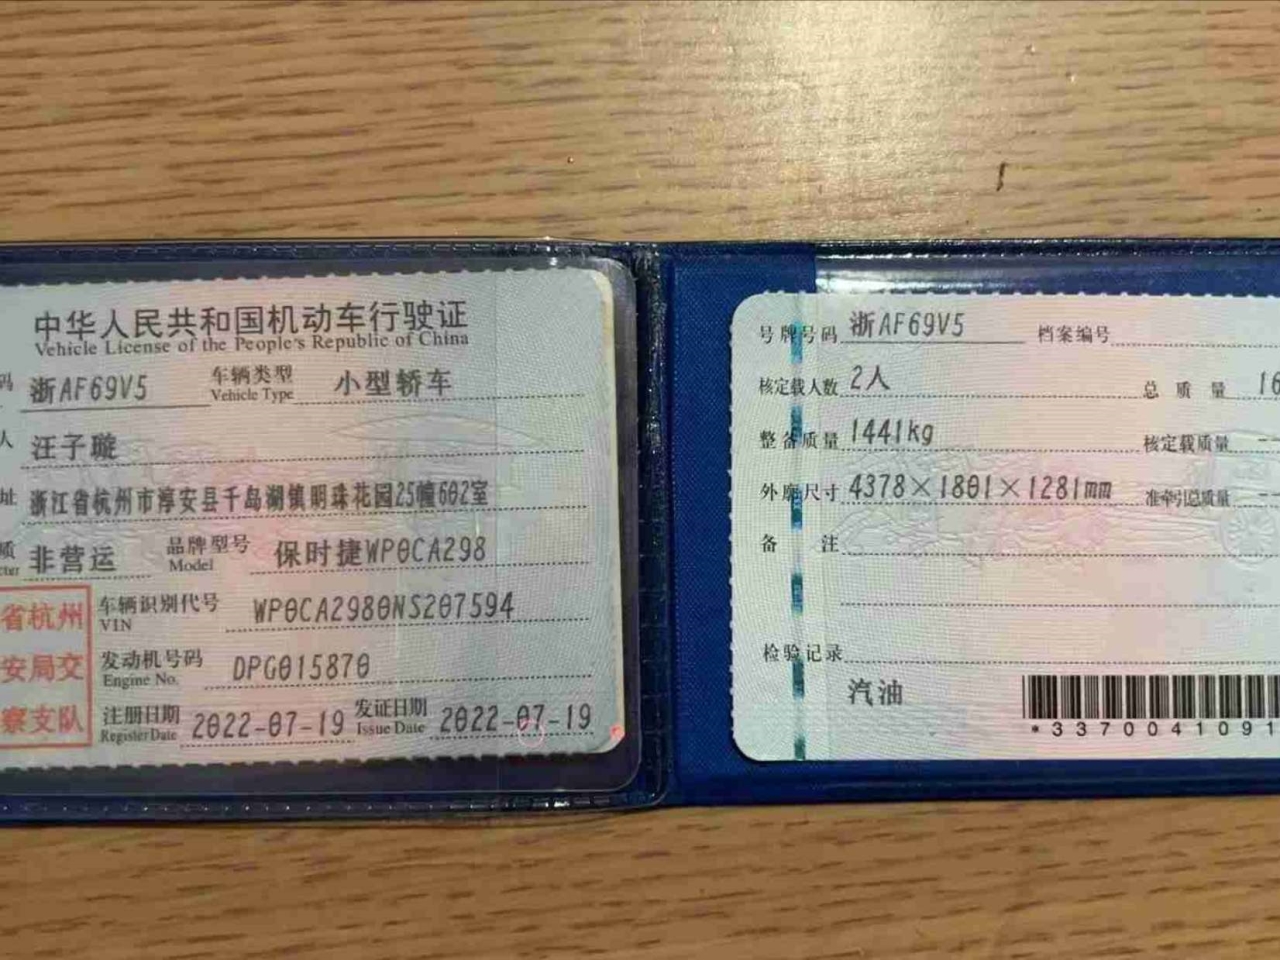 中华人民共和国机动车行驶证
Vehicle License of the People's Republic of China
码 浙AF69V5 车辆类型 小型轿车
Vehicle Type
人 汪子璇
址 浙江省杭州市淳安县千岛湖镇明珠花园25幢602室
质 非营运 品牌型号 保时捷WP0CA298
cter Model
省杭州
安局交
察支队
车辆识别代号 WP0CA2980NS207594
VIN
发动机号码 DPG015870
Engine No.
注册日期 2022-07-19 发证日期 2022-07-19
Register Date Issue Date
号牌号码 浙AF69V5 档案编号
核定载人数 2人 总质量 16
整备质量 1441kg 核定载质量 --
外廓尺寸 4378×1801×1281mm 准牵引总质量 --
备注
检验记录
汽油
*3370041091